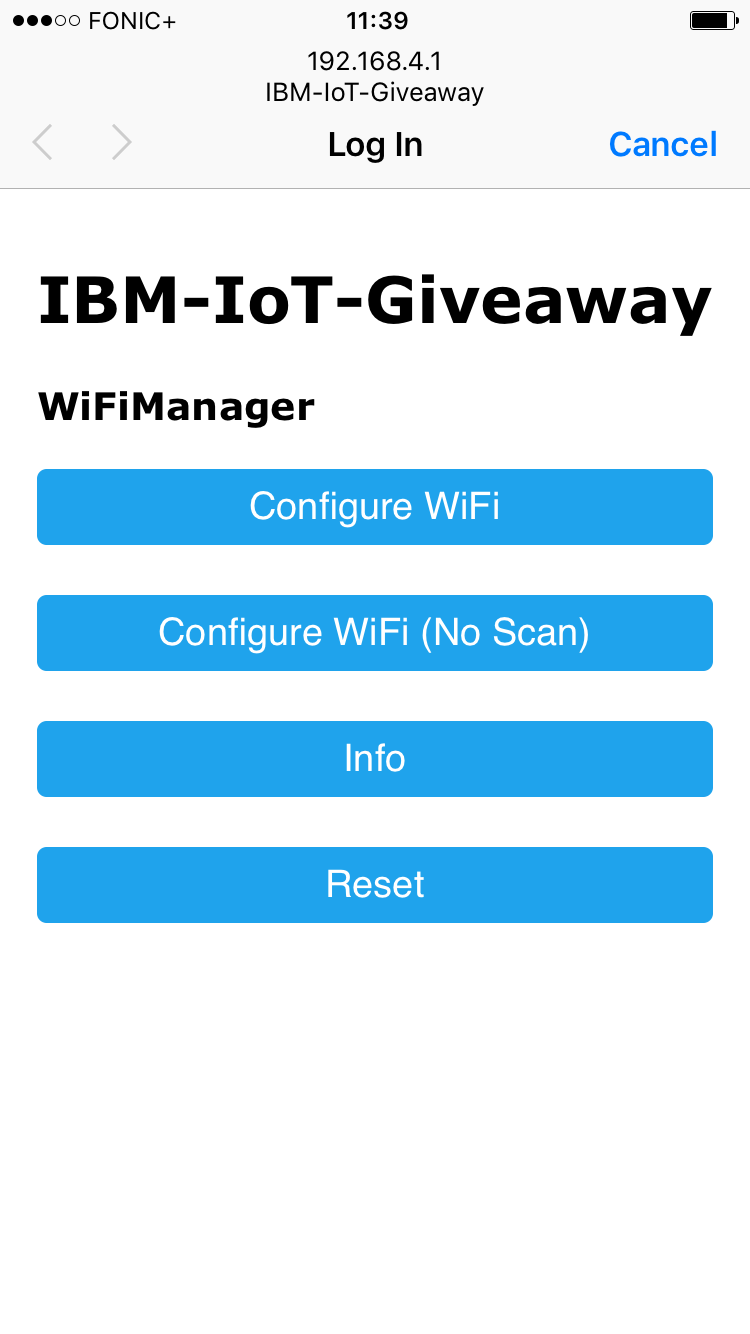 FONIC+ 11:39
192.168.4.1
IBM-IoT-Giveaway
Log In Cancel
IBM-IoT-Giveaway
WiFiManager
Configure WiFi
Configure WiFi (No Scan)
Info
Reset